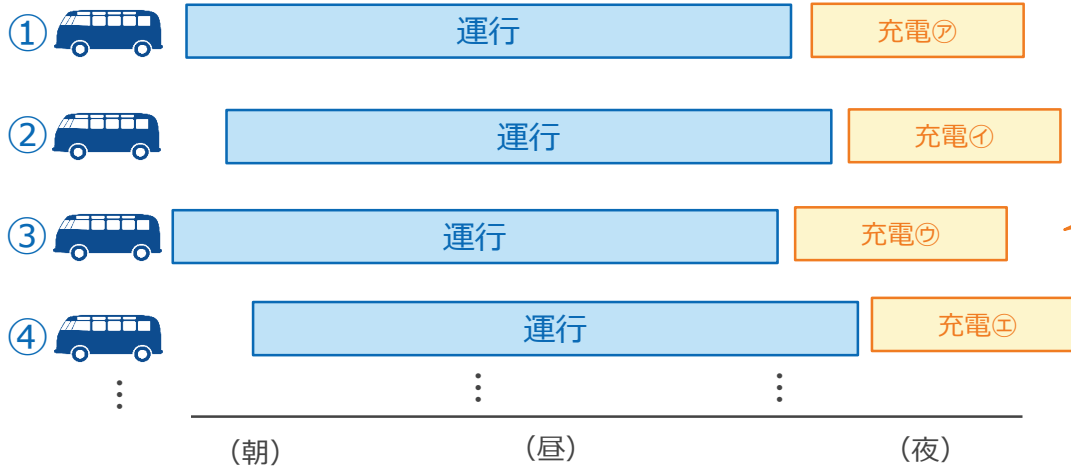 ① 運行 充電㋐
② 運行 充電㋑
③ 運行 充電㋒
④ 運行 充電㋓
⋮ ⋮ ⋮
(朝) (昼) (夜)